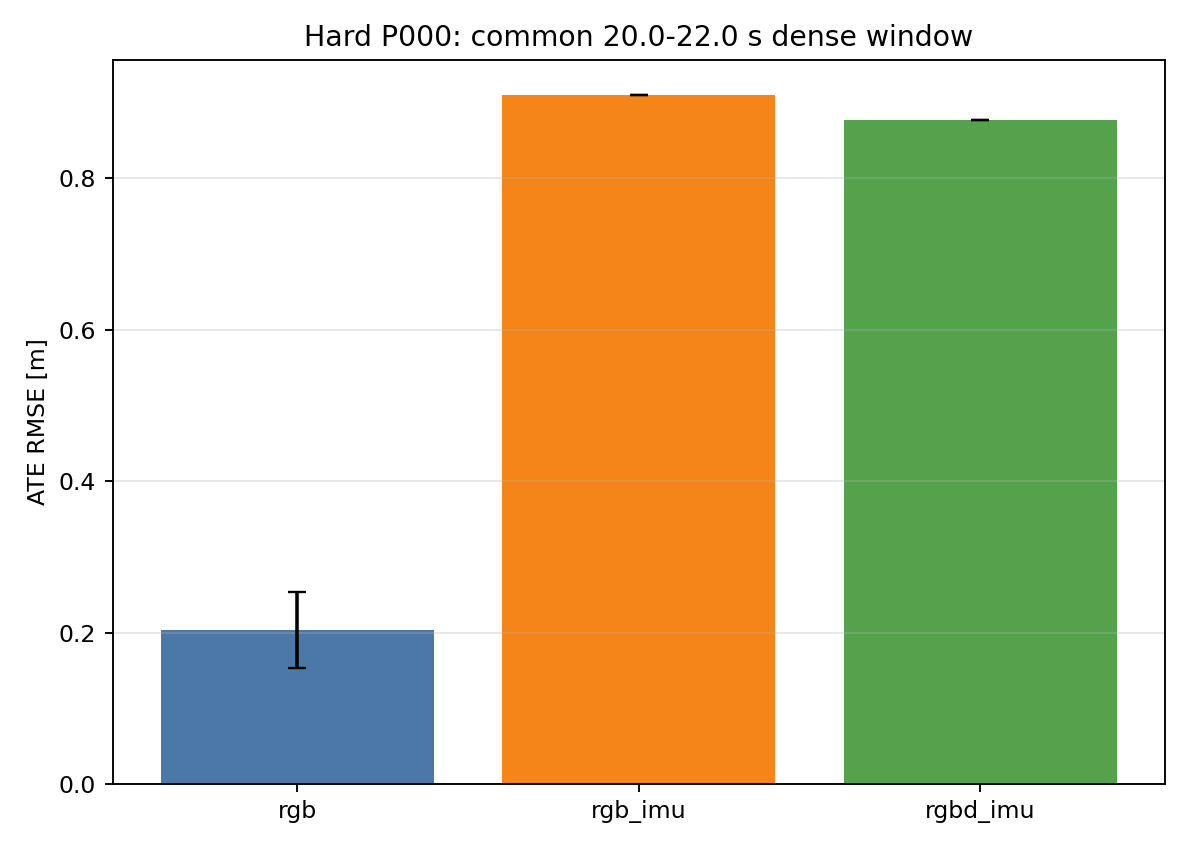 Hard P000: common 20.0-22.0 s dense window
ATE RMSE [m]
0.8
0.6
0.4
0.2
0.0
rgb
rgb_imu
rgbd_imu